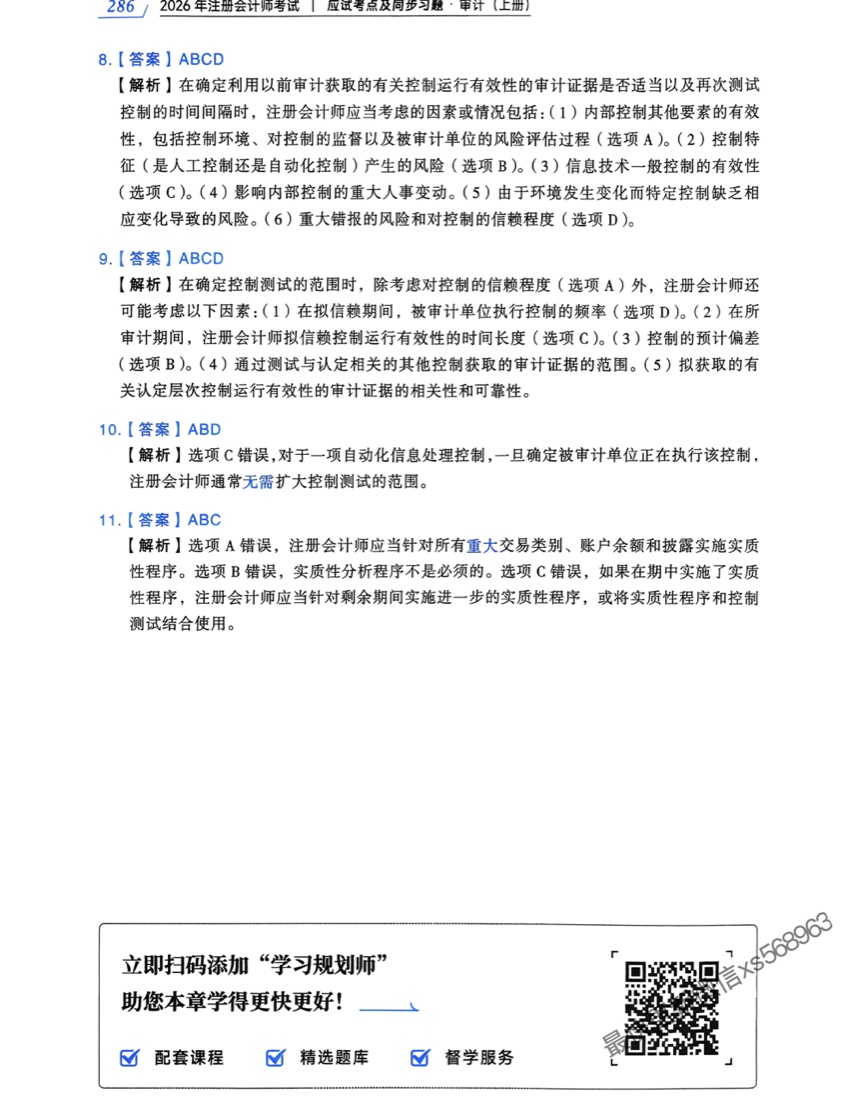 286 / 2026年注册会计师考试 | 应试考点及同步习题·审计（上册）
8.【答案】ABCD
【解析】在确定利用以前审计获取的有关控制运行有效性的审计证据是否适当以及再次测试
控制的时间间隔时，注册会计师应当考虑的因素或情况包括：（1）内部控制其他要素的有效
性，包括控制环境、对控制的监督以及被审计单位的风险评估过程（选项A）。（2）控制特
征（是人工控制还是自动化控制）产生的风险（选项B）。（3）信息技术一般控制的有效性
（选项C）。（4）影响内部控制的重大人事变动。（5）由于环境发生变化而特定控制缺乏相
应变化导致的风险。（6）重大错报的风险和对控制的信赖程度（选项D）。
9.【答案】ABCD
【解析】在确定控制测试的范围时，除考虑对控制的信赖程度（选项A）外，注册会计师还
可能考虑以下因素：（1）在拟信赖期间，被审计单位执行控制的频率（选项D）。（2）在所
审计期间，注册会计师拟信赖控制运行有效性的时间长度（选项C）。（3）控制的预计偏差
（选项B）。（4）通过测试与认定相关的其他控制获取的审计证据的范围。（5）拟获取的有
关认定层次控制运行有效性的审计证据的相关性和可靠性。
10.【答案】ABD
【解析】选项C错误，对于一项自动化信息处理控制，一旦确定被审计单位正在执行该控制，
注册会计师通常无需扩大控制测试的范围。
11.【答案】ABC
【解析】选项A错误，注册会计师应当针对所有重大交易类别、账户余额和披露实施实质
性程序。选项B错误，实质性分析程序不是必须的。选项C错误，如果在期中实施了实质
性程序，注册会计师应当针对剩余期间实施进一步的实质性程序，或将实质性程序和控制
测试结合使用。
立即扫码添加“学习规划师”
助您本章学得更快更好！
配套课程 精选题库 督学服务
信xs568963